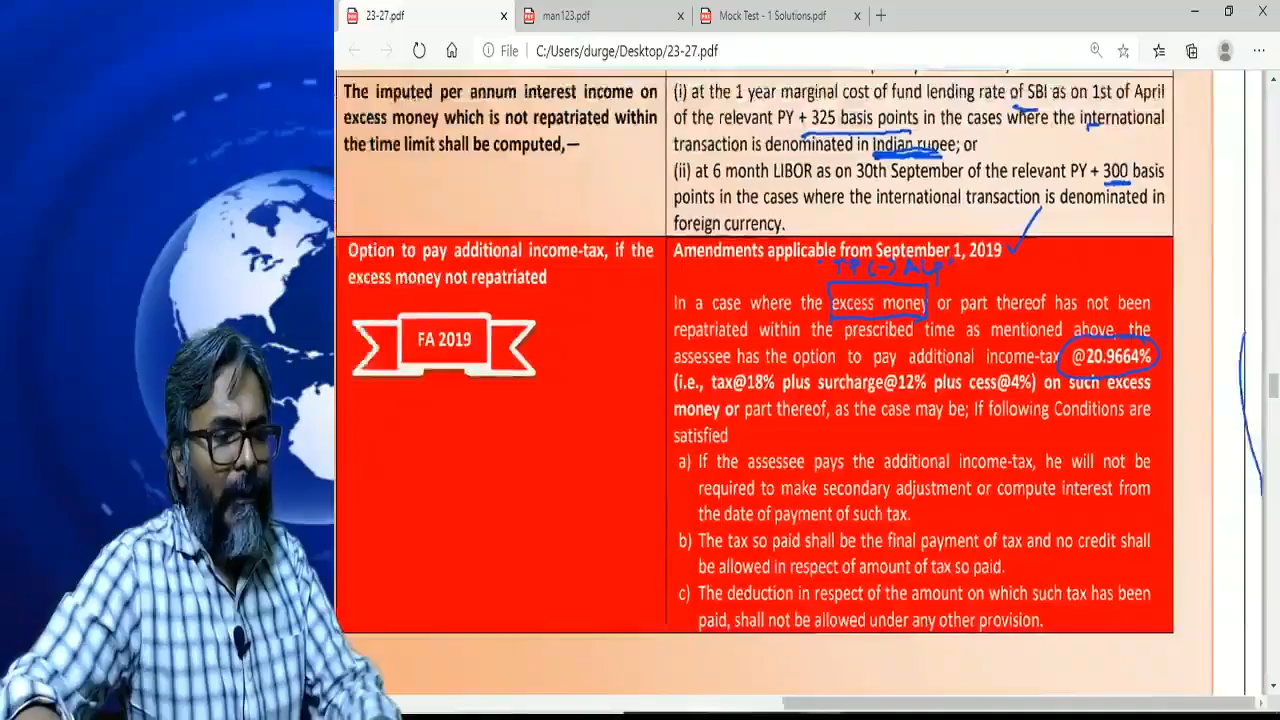 23-27.pdf
man123.pdf
Mock Test - 1 Solutions.pdf
File
C:/Users/durge/Desktop/23-27.pdf
The imputed per annum interest income on
excess money which is not repatriated within
the time limit shall be computed,—
(i) at the 1 year marginal cost of fund lending rate of SBI as on 1st of April
of the relevant PY + 325 basis points in the cases where the international
transaction is denominated in Indian rupee; or
(ii) at 6 month LIBOR as on 30th September of the relevant PY + 300 basis
points in the cases where the international transaction is denominated in
foreign currency.
Option to pay additional income-tax, if the
excess money not repatriated
FA 2019
Amendments applicable from September 1, 2019
"TP (-) ALP"
In a case where the excess money or part thereof has not been
repatriated within the prescribed time as mentioned above, the
assessee has the option to pay additional income-tax @20.9664%
(i.e., tax@18% plus surcharge@12% plus cess@4%) on such excess
money or part thereof, as the case may be; If following Conditions are
satisfied
a) If the assessee pays the additional income-tax, he will not be
required to make secondary adjustment or compute interest from
the date of payment of such tax.
b) The tax so paid shall be the final payment of tax and no credit shall
be allowed in respect of amount of tax so paid.
c) The deduction in respect of the amount on which such tax has been
paid, shall not be allowed under any other provision.